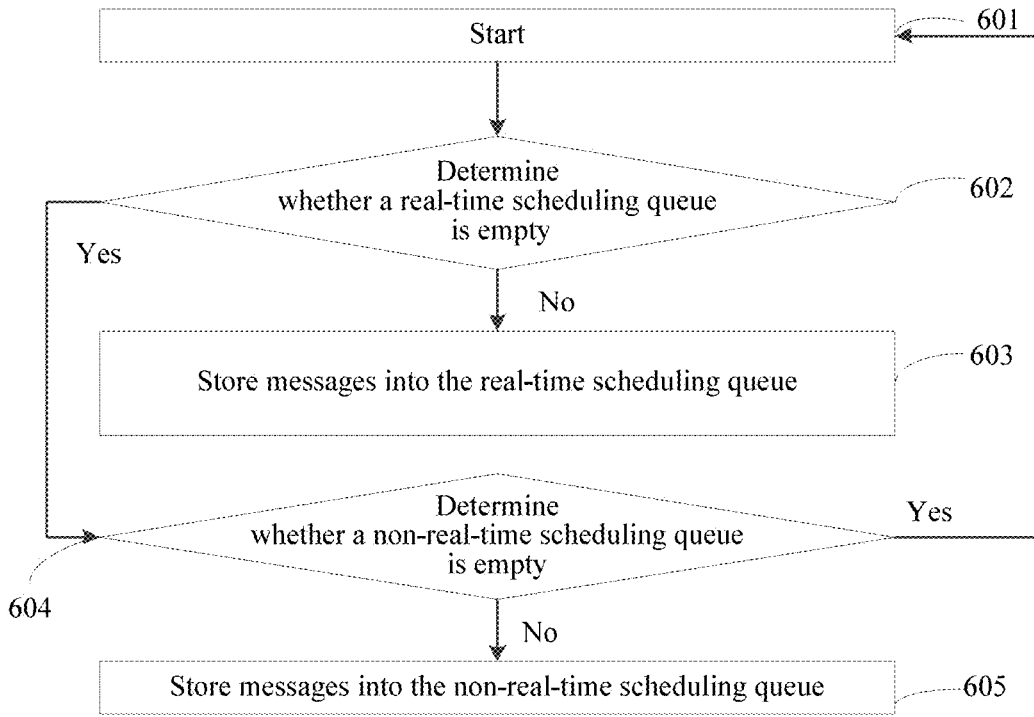 Start
601
Determine
whether a real-time scheduling queue
is empty
602
Yes
No
Store messages into the real-time scheduling queue
603
Determine
whether a non-real-time scheduling queue
is empty
Yes
604
No
Store messages into the non-real-time scheduling queue
605